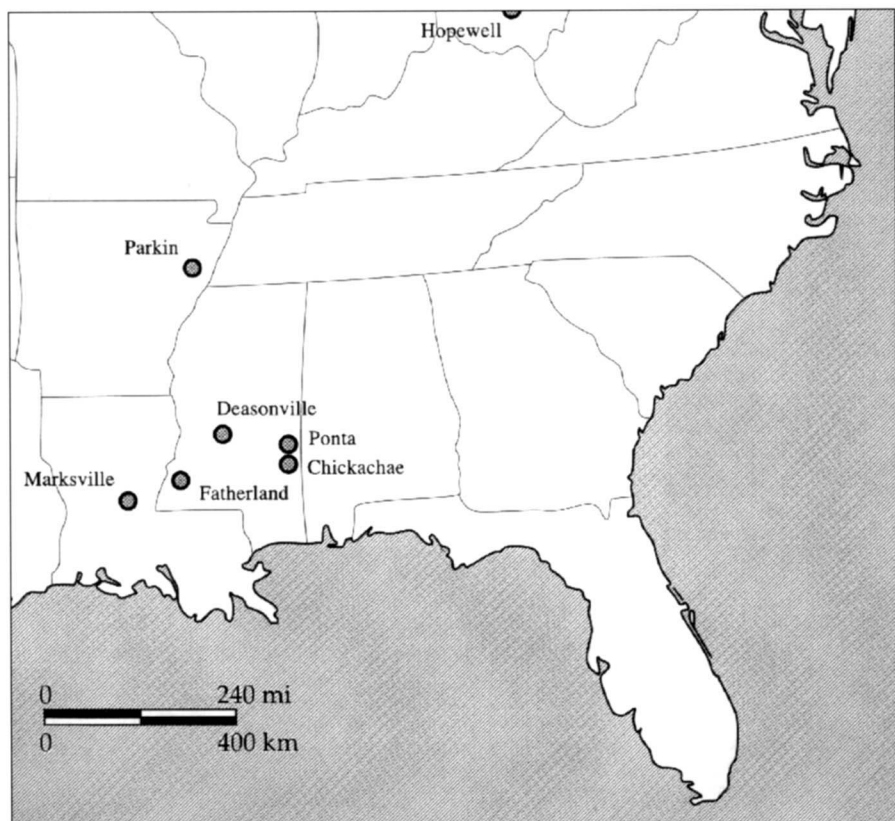 Hopewell
Parkin
Deasonville
Ponta
Chickachae
Marksville
Fatherland
0 240 mi
0 400 km